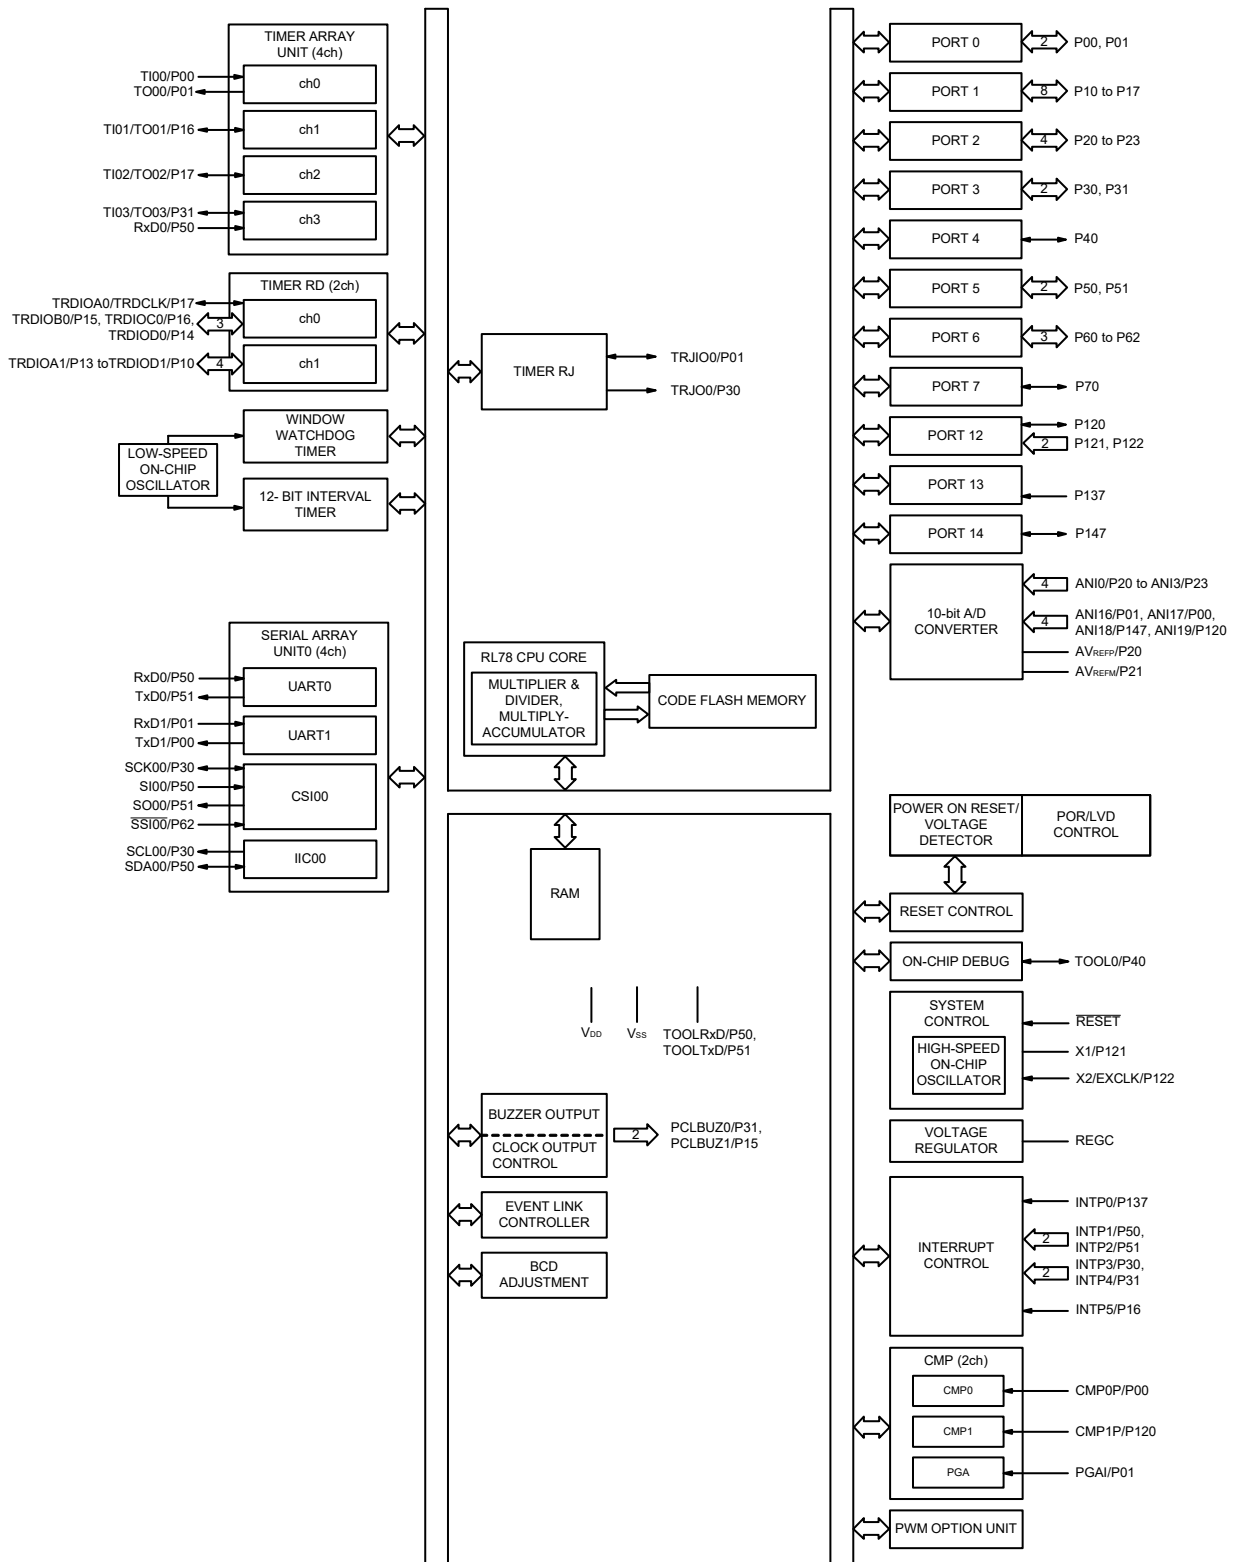 TIMER ARRAY
UNIT (4ch)
TI00/P00
TO00/P01
ch0
TI01/TO01/P16
ch1
TI02/TO02/P17
ch2
TI03/TO03/P31
RxD0/P50
ch3
TIMER RD (2ch)
TRDIOA0/TRDCLK/P17
TRDIOB0/P15, TRDIOC0/P16,
TRDIOD0/P14
3
ch0
TRDIOA1/P13 toTRDIOD1/P10
4
ch1
WINDOW
WATCHDOG
TIMER
LOW-SPEED
ON-CHIP
OSCILLATOR
12- BIT INTERVAL
TIMER
SERIAL ARRAY
UNIT0 (4ch)
RxD0/P50
TxD0/P51
UART0
RxD1/P01
TxD1/P00
UART1
SCK00/P30
SI00/P50
SO00/P51
SSI00/P62
CSI00
SCL00/P30
SDA00/P50
IIC00
TIMER RJ
TRJIO0/P01
TRJO0/P30
RL78 CPU CORE
MULTIPLIER &
DIVIDER,
MULTIPLY-
ACCUMULATOR
CODE FLASH MEMORY
RAM
VDD
VSS
TOOLRxD/P50,
TOOLTxD/P51
BUZZER OUTPUT
CLOCK OUTPUT
CONTROL
2
PCLBUZ0/P31,
PCLBUZ1/P15
EVENT LINK
CONTROLLER
BCD
ADJUSTMENT
PORT 0
2
P00, P01
PORT 1
8
P10 to P17
PORT 2
4
P20 to P23
PORT 3
2
P30, P31
PORT 4
P40
PORT 5
2
P50, P51
PORT 6
3
P60 to P62
PORT 7
P70
PORT 12
P120
2
P121, P122
PORT 13
P137
PORT 14
P147
10-bit A/D
CONVERTER
4
ANI0/P20 to ANI3/P23
4
ANI16/P01, ANI17/P00,
ANI18/P147, ANI19/P120
AVREFP/P20
AVREFM/P21
POWER ON RESET/
VOLTAGE
DETECTOR
POR/LVD
CONTROL
RESET CONTROL
ON-CHIP DEBUG
TOOL0/P40
SYSTEM
CONTROL
HIGH-SPEED
ON-CHIP
OSCILLATOR
RESET
X1/P121
X2/EXCLK/P122
VOLTAGE
REGULATOR
REGC
INTERRUPT
CONTROL
INTP0/P137
2
INTP1/P50,
INTP2/P51
2
INTP3/P30,
INTP4/P31
INTP5/P16
CMP (2ch)
CMP0
CMP0P/P00
CMP1
CMP1P/P120
PGA
PGAI/P01
PWM OPTION UNIT